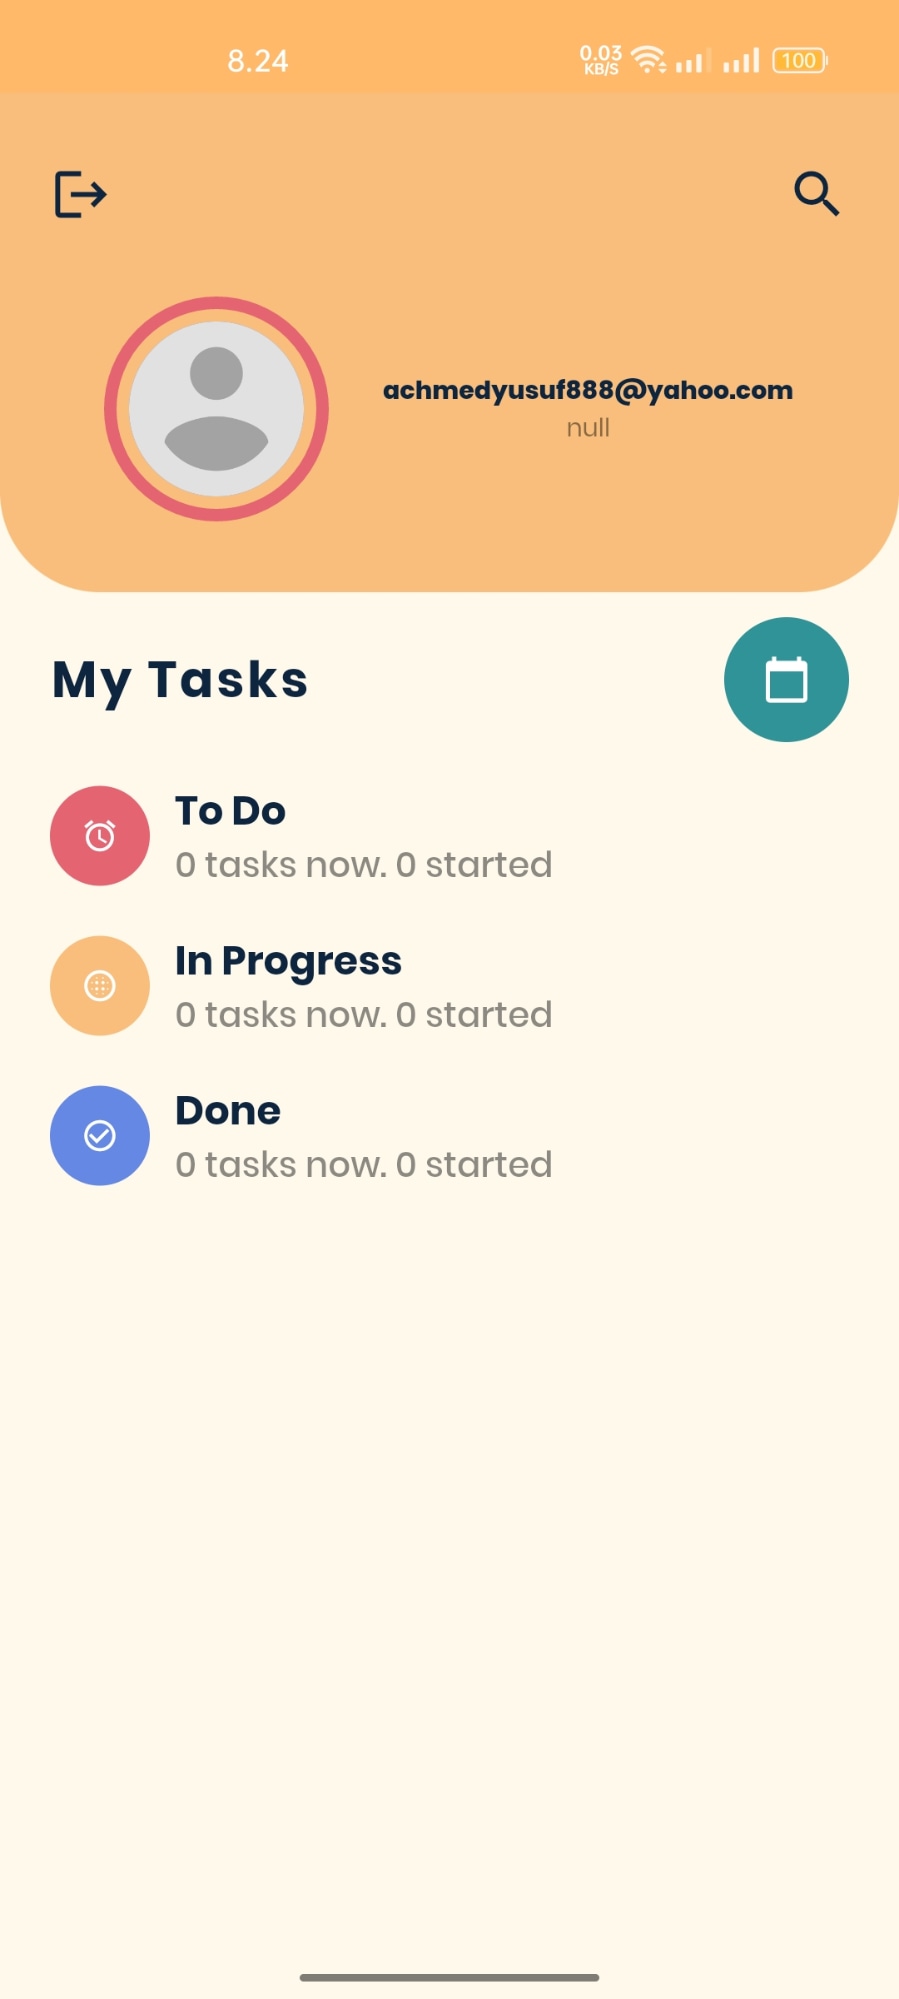 8.24
0.03
KB/S
100
achmedyusuf888@yahoo.com
null
My Tasks
To Do
0 tasks now. 0 started
In Progress
0 tasks now. 0 started
Done
0 tasks now. 0 started